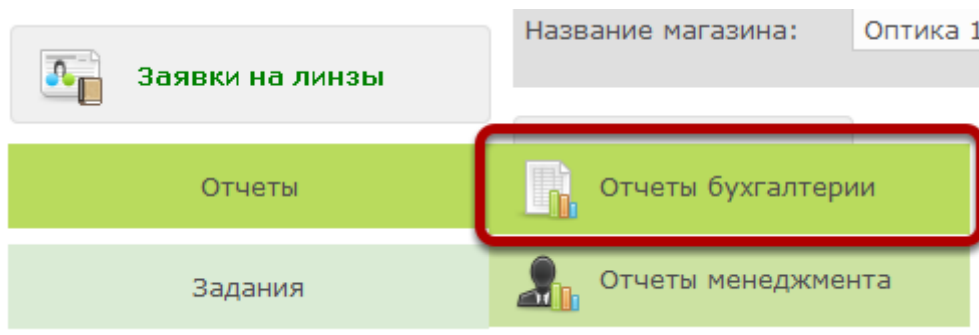 Название магазина: Оптика 1
Заявки на линзы
Отчеты
Отчеты бухгалтерии
Задания
Отчеты менеджмента